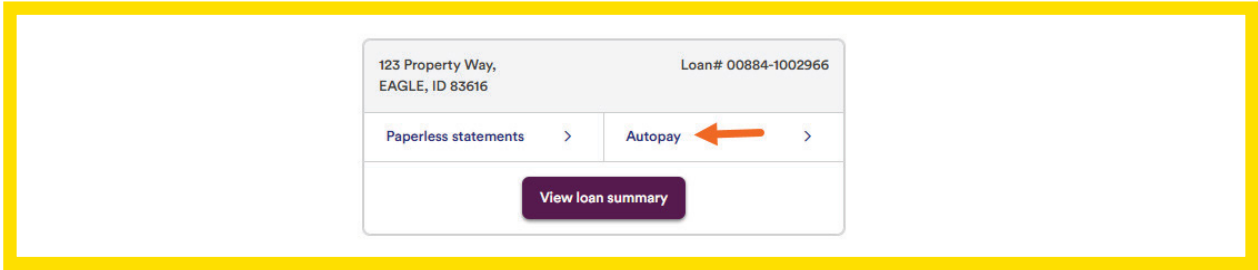 123 Property Way,
EAGLE, ID 83616
Loan# 00884-1002966
Paperless statements
Autopay
View loan summary